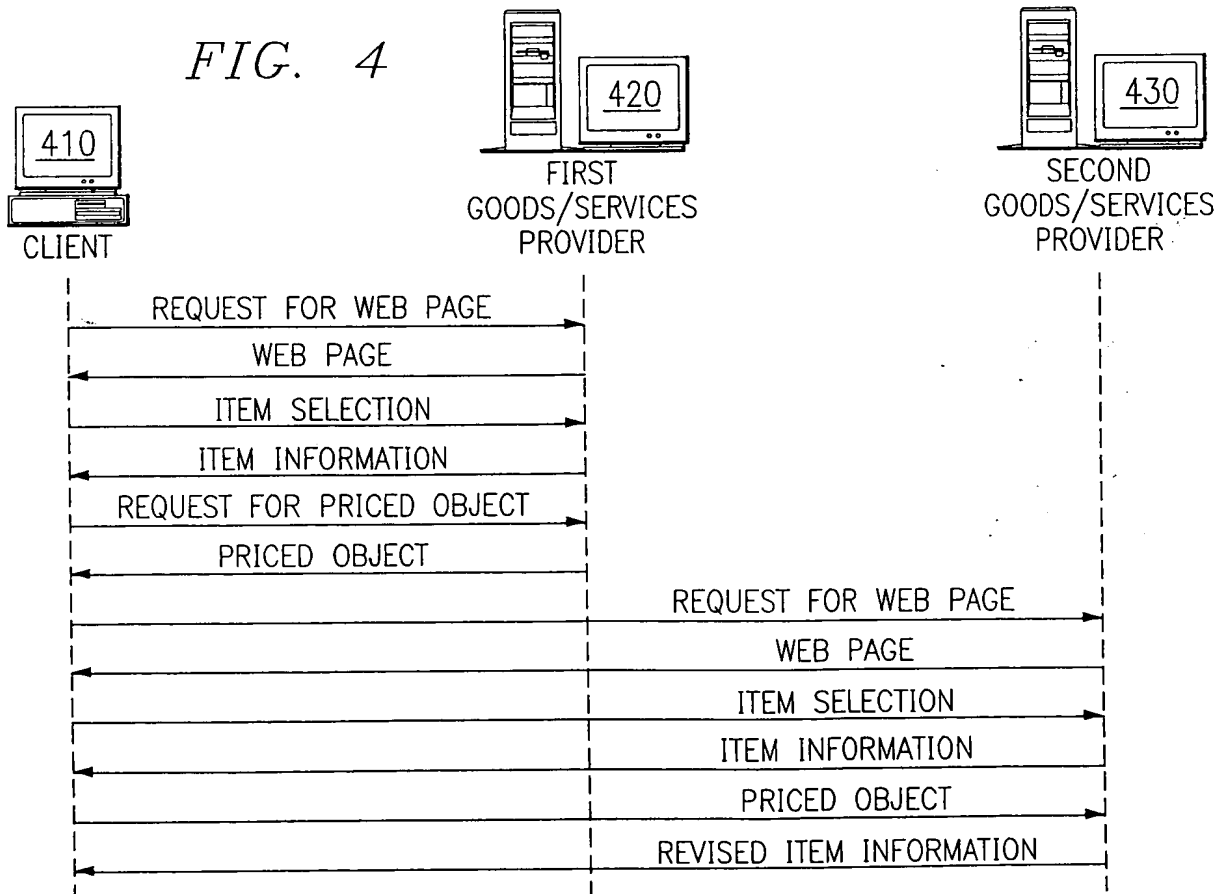 FIG. 4
410
420
430
CLIENT
FIRST
GOODS/SERVICES
PROVIDER
SECOND
GOODS/SERVICES
PROVIDER
REQUEST FOR WEB PAGE
WEB PAGE
ITEM SELECTION
ITEM INFORMATION
REQUEST FOR PRICED OBJECT
PRICED OBJECT
REQUEST FOR WEB PAGE
WEB PAGE
ITEM SELECTION
ITEM INFORMATION
PRICED OBJECT
REVISED ITEM INFORMATION